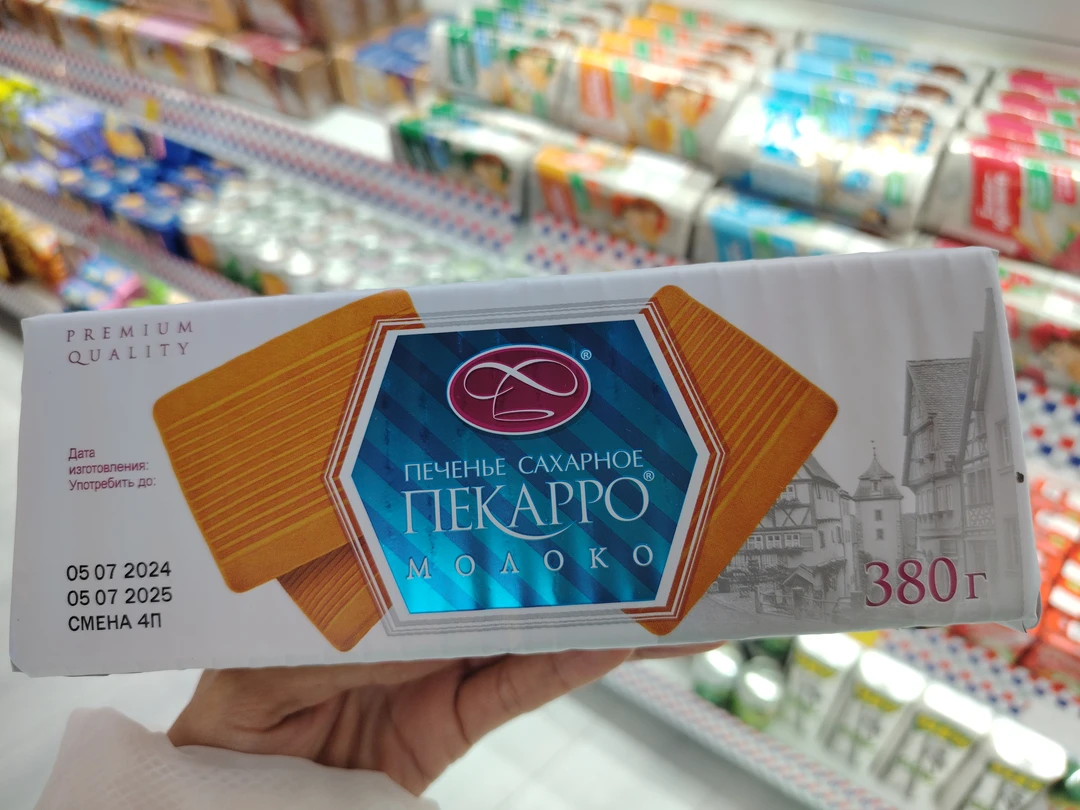 PREMIUM
QUALITY
Дата
изготовления:
Употребить до:
05 07 2024
05 07 2025
СМЕНА 4П
®
ПЕЧЕНЬЕ САХАРНОЕ
ПЕКАРРО®
МОЛОКО
380г